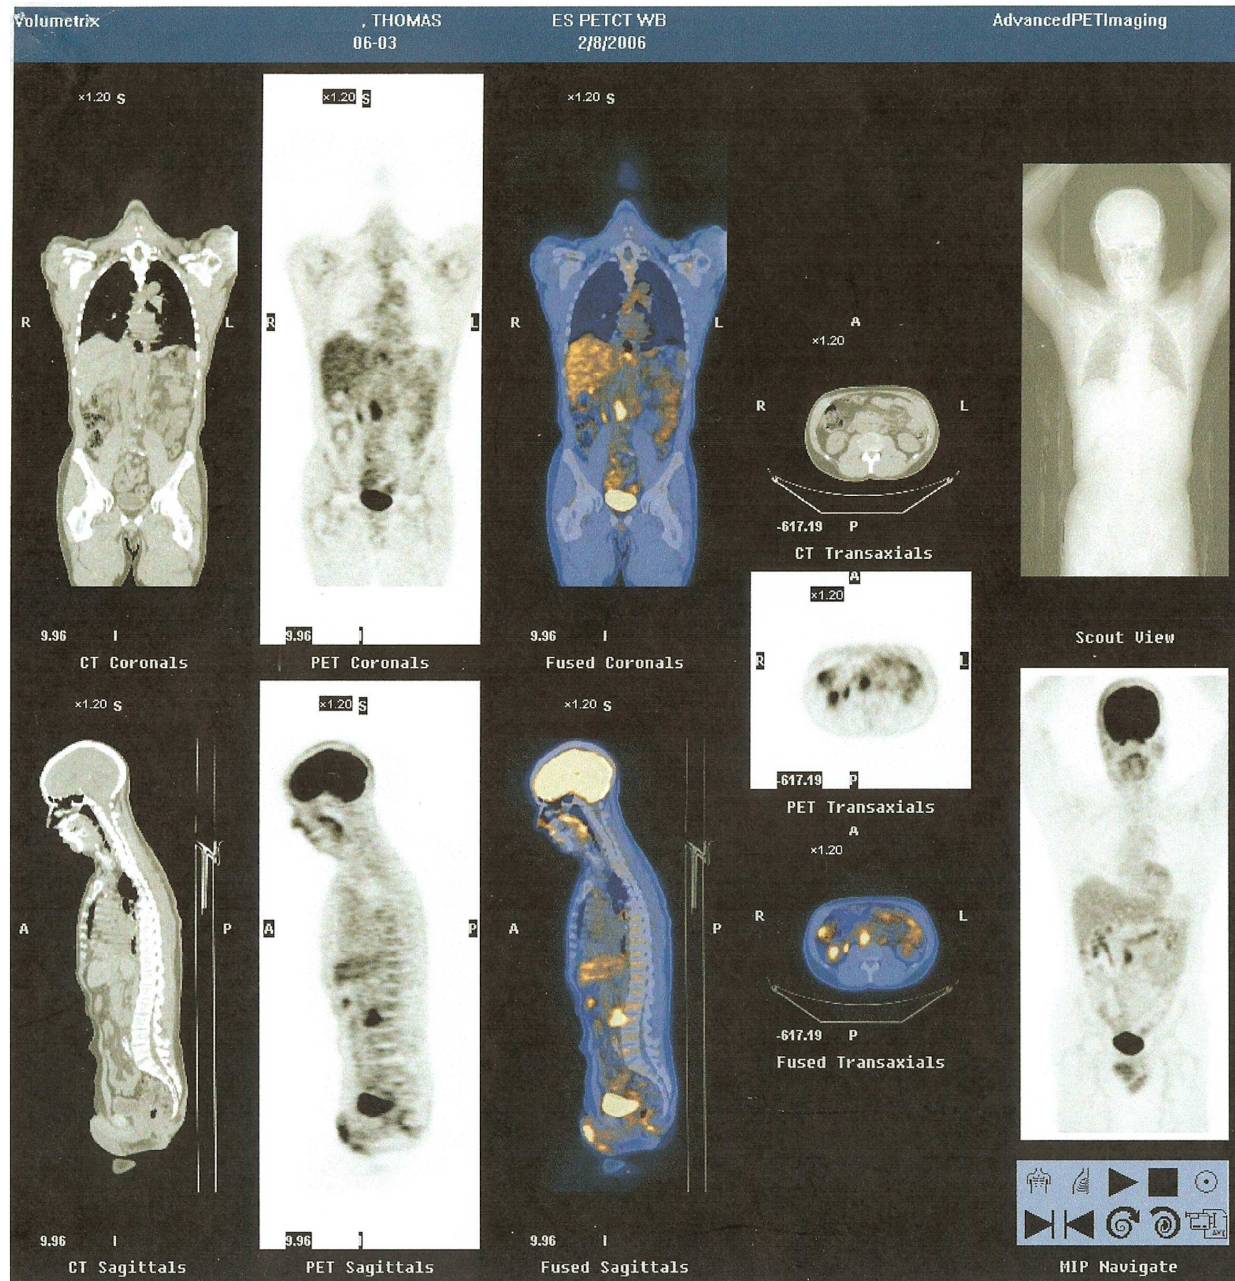 Volumetrix
, THOMAS
06-03
ES PETCT WB
2/8/2006
AdvancedPETImaging
×1.20 S
R
L
9.96 I
CT Coronals
×1.20 S
R
L
9.96 I
PET Coronals
×1.20 S
R
L
9.96 I
Fused Coronals
A
×1.20
R
L
-617.19 P
CT Transaxials
Scout View
A
×1.20
R
L
-617.19 P
PET Transaxials
×1.20 S
A
P
9.96 I
CT Sagittals
×1.20 S
A
P
9.96 I
PET Sagittals
×1.20 S
A
P
9.96 I
Fused Sagittals
A
×1.20
R
L
-617.19 P
Fused Transaxials
MIP Navigate